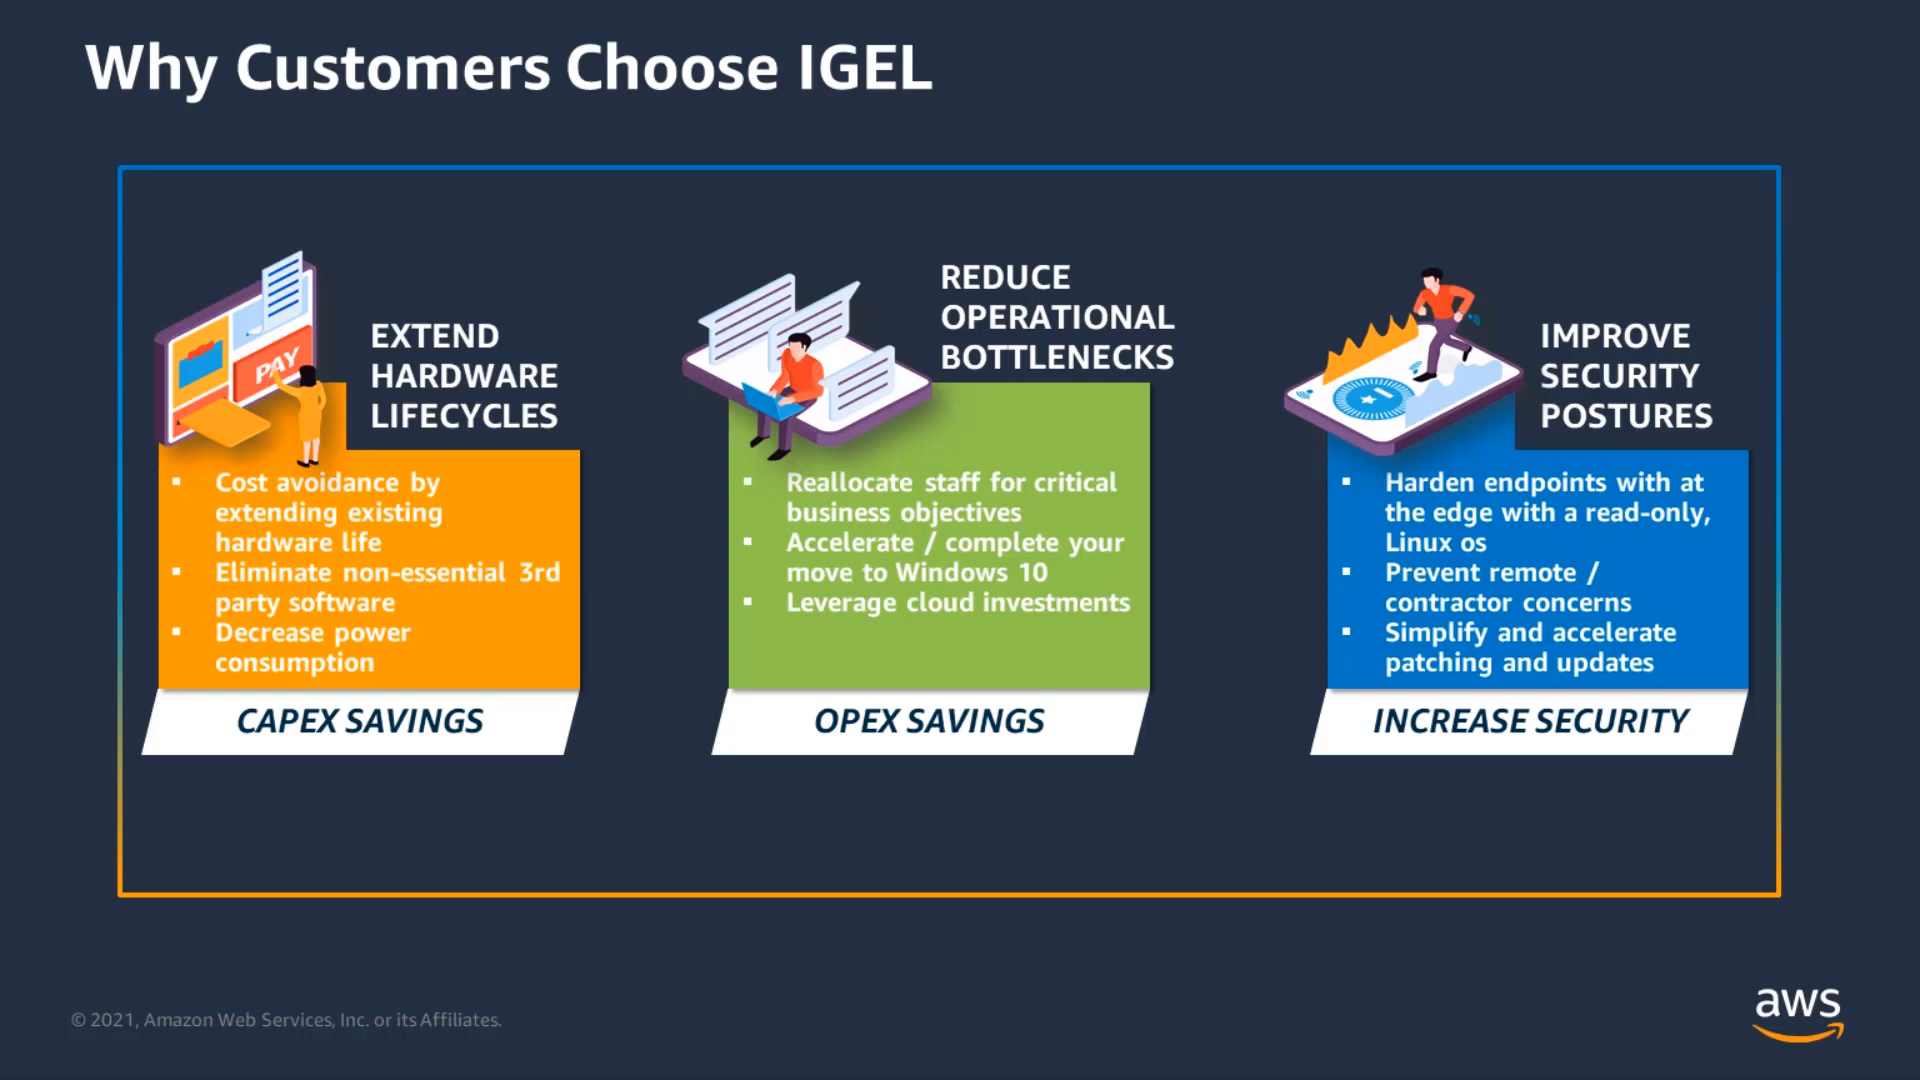 Why Customers Choose IGEL
EXTEND
HARDWARE
LIFECYCLES
PAY
▪ Cost avoidance by
extending existing
hardware life
▪ Eliminate non-essential 3rd
party software
▪ Decrease power
consumption
CAPEX SAVINGS
REDUCE
OPERATIONAL
BOTTLENECKS
▪ Reallocate staff for critical
business objectives
▪ Accelerate / complete your
move to Windows 10
▪ Leverage cloud investments
OPEX SAVINGS
IMPROVE
SECURITY
POSTURES
▪ Harden endpoints with at
the edge with a read-only,
Linux os
▪ Prevent remote /
contractor concerns
▪ Simplify and accelerate
patching and updates
INCREASE SECURITY
© 2021, Amazon Web Services, Inc. or its Affiliates.
aws